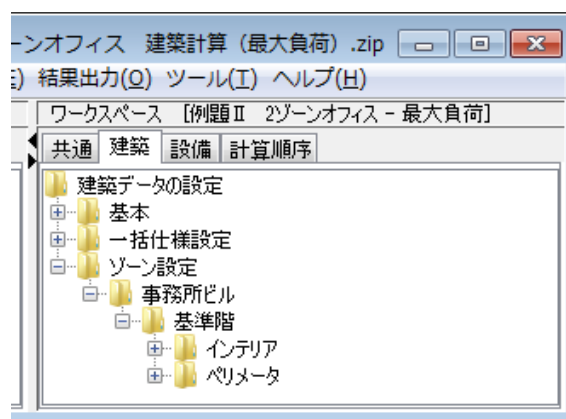 ーンオフィス 建築計算（最大負荷）.zip
) 結果出力(O) ツール(T) ヘルプ(H)
ワークスペース [例題Ⅱ 2ゾーンオフィス - 最大負荷]
共通 建築 設備 計算順序
建築データの設定
基本
一括仕様設定
ゾーン設定
事務所ビル
基準階
インテリア
ペリメータ